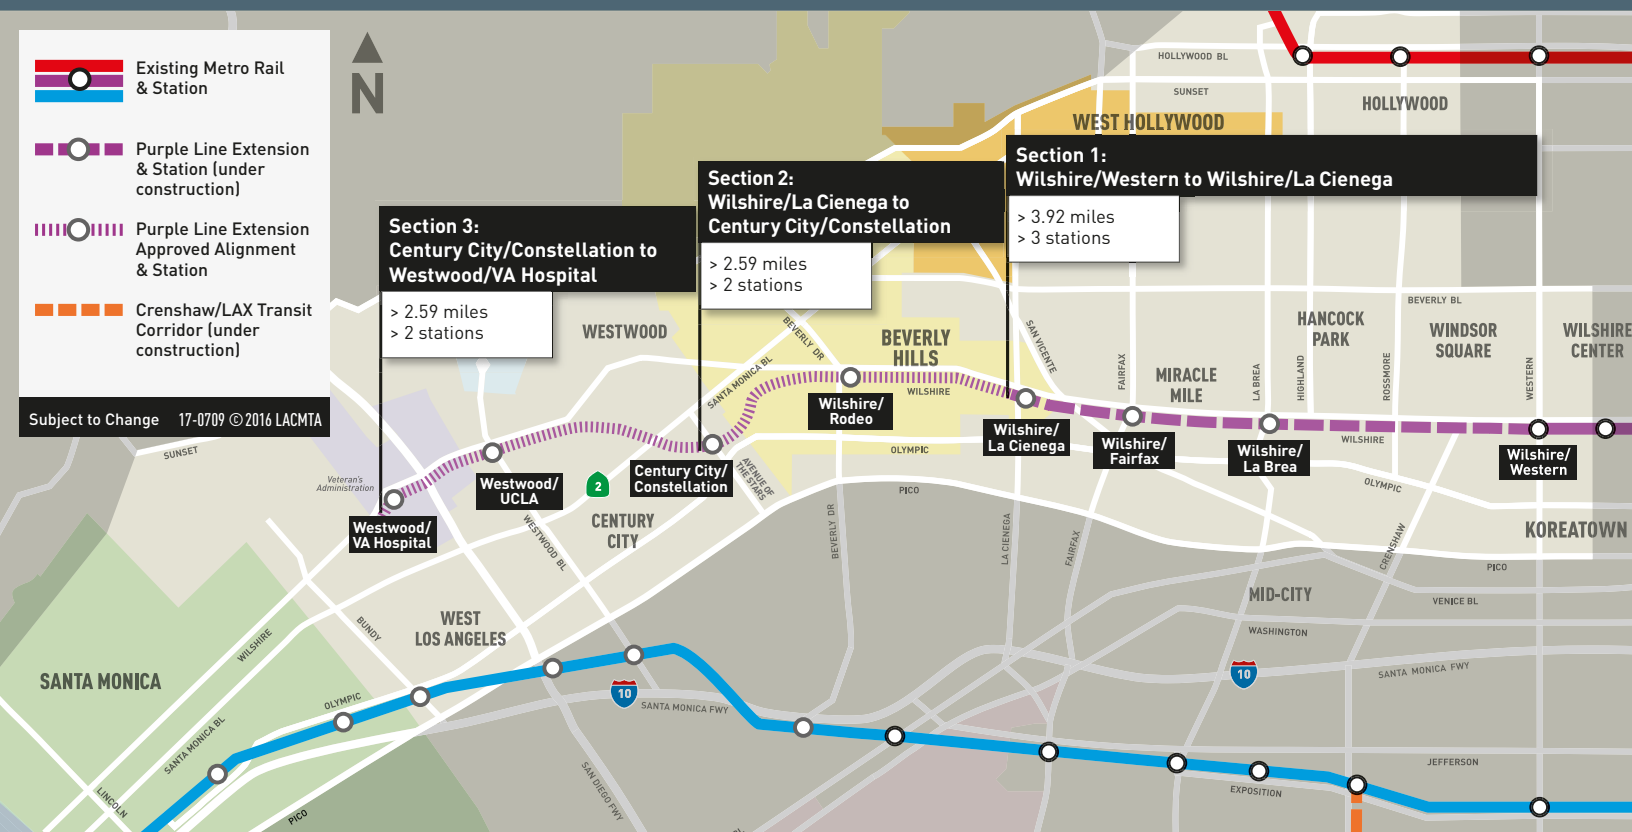 Existing Metro Rail
& Station
Purple Line Extension
& Station (under
construction)
Purple Line Extension
Approved Alignment
& Station
Crenshaw/LAX Transit
Corridor (under
construction)
Subject to Change 17-0709 © 2016 LACMTA
N
Section 3:
Century City/Constellation to
Westwood/VA Hospital
> 2.59 miles
> 2 stations
Section 2:
Wilshire/La Cienega to
Century City/Constellation
> 2.59 miles
> 2 stations
Section 1:
Wilshire/Western to Wilshire/La Cienega
> 3.92 miles
> 3 stations
HOLLYWOOD BL
SUNSET
HOLLYWOOD
WEST HOLLYWOOD
BEVERLY BL
WESTWOOD
BEVERLY DR
SANTA MONICA BL
BEVERLY
HILLS
WILSHIRE
SAN VICENTE
FAIRFAX
MIRACLE
MILE
LA BREA
HIGHLAND
HANCOCK
PARK
ROSSMORE
WINDSOR
SQUARE
WESTERN
WILSHIRE
CENTER
Wilshire/
Rodeo
Wilshire/
La Cienega
Wilshire/
Fairfax
Wilshire/
La Brea
WILSHIRE
Wilshire/
Western
SUNSET
Veteran's
Administration
Westwood/
VA Hospital
Westwood/
UCLA
2
Century City/
Constellation
AVENUE OF
THE STARS
OLYMPIC
PICO
OLYMPIC
KOREATOWN
CENTURY
CITY
WESTWOOD BL
BEVERLY DR
LA CIENEGA
FAIRFAX
CRENSHAW
PICO
MID-CITY
VENICE BL
WASHINGTON
WEST
LOS ANGELES
BUNDY
WILSHIRE
SANTA MONICA
OLYMPIC
SANTA MONICA BL
LINCOLN
PICO
10
SANTA MONICA FWY
10
SANTA MONICA FWY
SAN DIEGO FWY
JEFFERSON
EXPOSITION